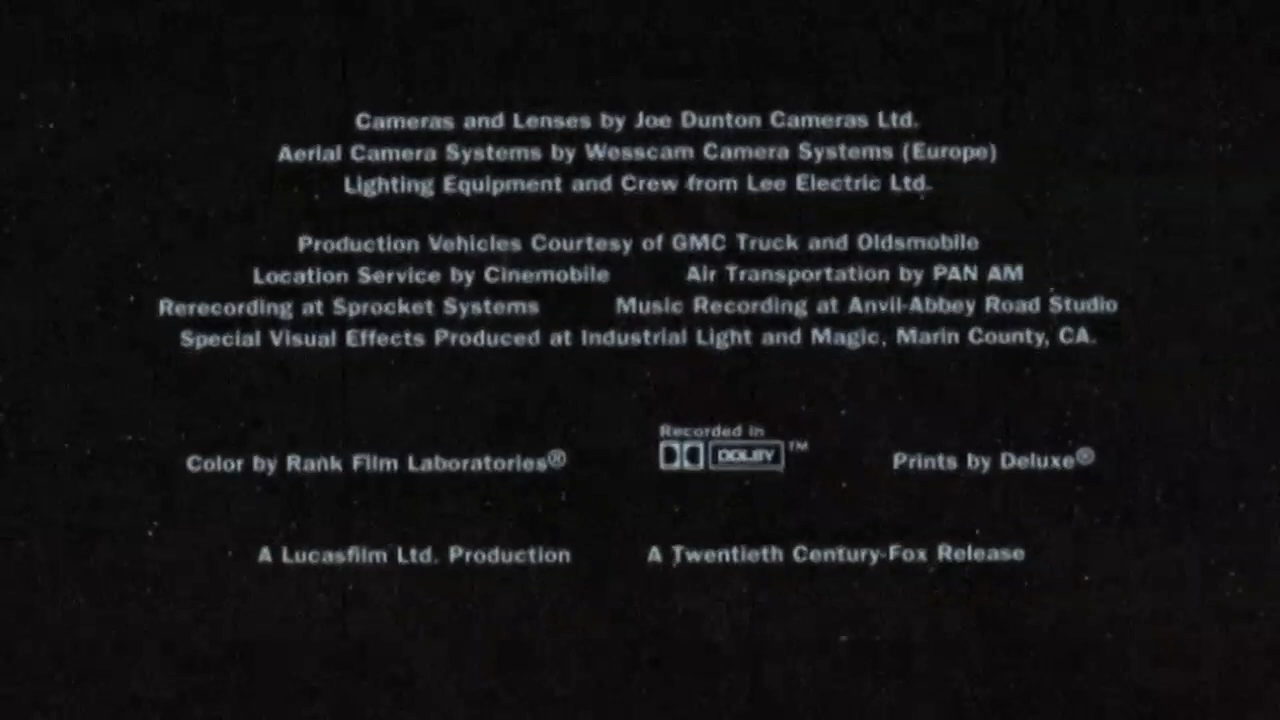 Cameras and Lenses by Joe Dunton Cameras Ltd.
Aerial Camera Systems by Wesscam Camera Systems (Europe)
Lighting Equipment and Crew from Lee Electric Ltd.
Production Vehicles Courtesy of GMC Truck and Oldsmobile
Location Service by Cinemobile Air Transportation by PAN AM
Rerecording at Sprocket Systems Music Recording at Anvil-Abbey Road Studio
Special Visual Effects Produced at Industrial Light and Magic, Marin County, CA.
Recorded in
DOLBY ™
Color by Rank Film Laboratories® Prints by Deluxe®
A Lucasfilm Ltd. Production A Twentieth Century-Fox Release